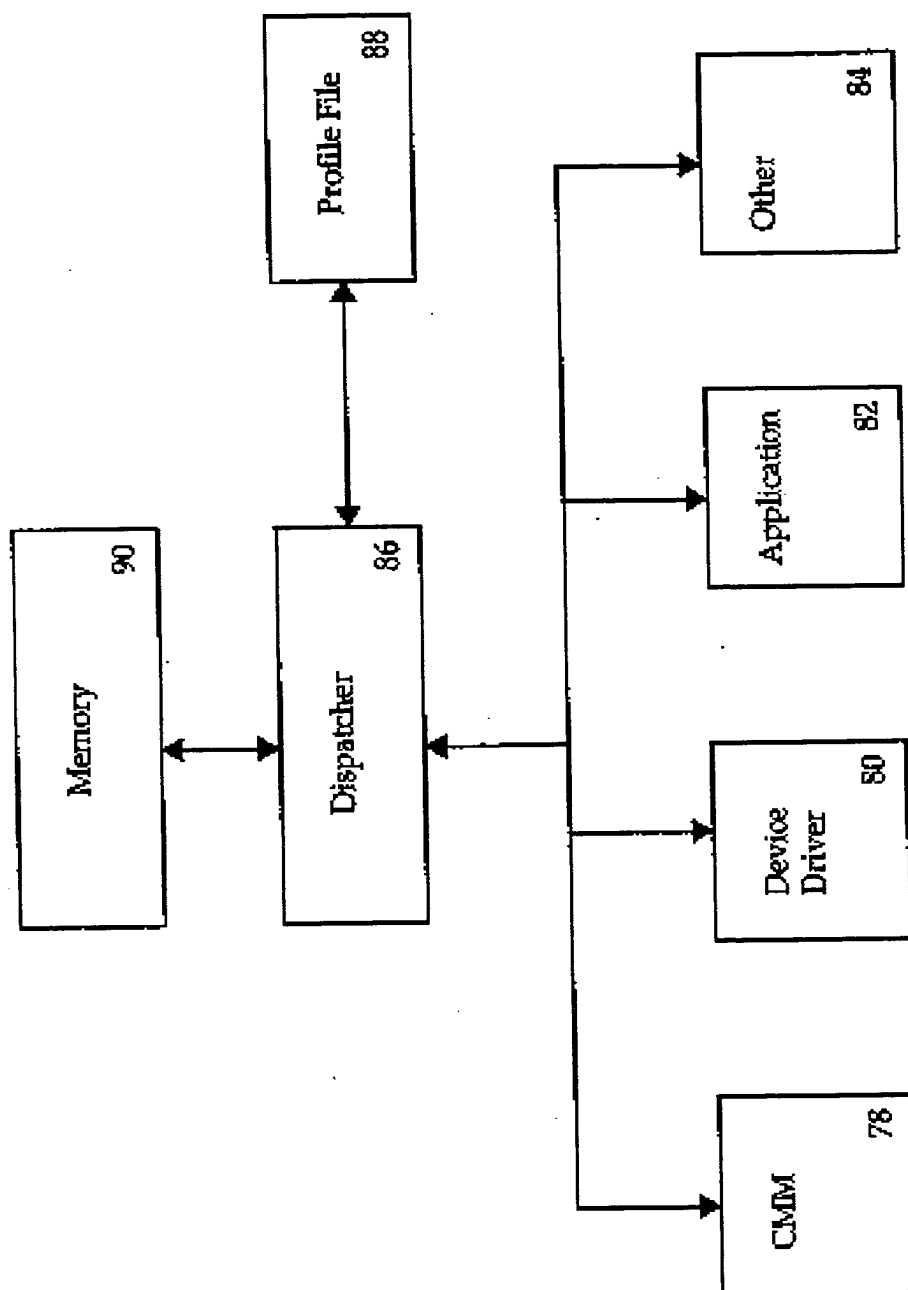 Memory
90
Dispatcher
86
Profile File
88
CMM
78
Device
Driver
80
Application
82
Other
84